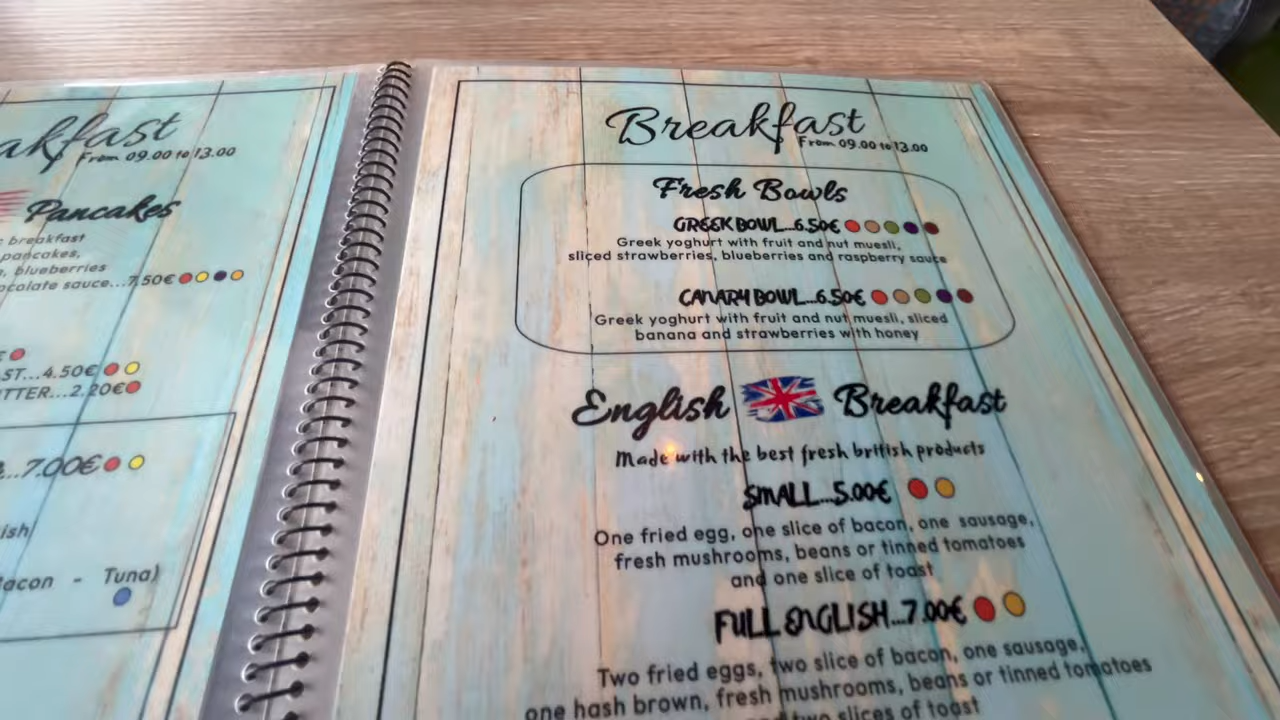 akfast
From 09.00 to 13.00
Pancakes
breakfast
pancakes,
blueberries
colate sauce...7,50€
€
ST...4.50€
TTER...2.20€
...7.00€
ish)
acon - Tuna)
Breakfast
From 09.00 to 13.00
Fresh Bowls
GREEK BOWL...6.50€
Greek yoghurt with fruit and nut muesli,
sliced strawberries, blueberries and raspberry sauce
CANARY BOWL...6.50€
Greek yoghurt with fruit and nut muesli, sliced
banana and strawberries with honey
English Breakfast
Made with the best fresh british products
SMALL...5.00€
One fried egg, one slice of bacon, one sausage,
fresh mushrooms, beans or tinned tomatoes
and one slice of toast
FULL ENGLISH...7.00€
Two fried eggs, two slice of bacon, one sausage,
one hash brown, fresh mushrooms, beans or tinned tomatoes
and two slices of toast